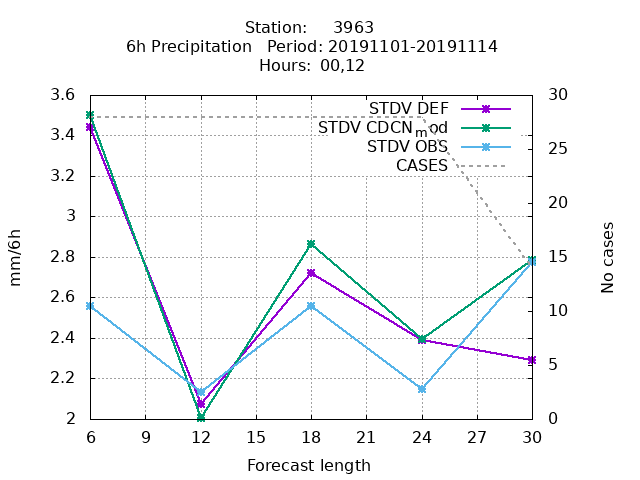 Station: 3963
6h Precipitation Period: 20191101-20191114
Hours: 00,12
3.6
3.4
3.2
3
2.8
2.6
2.4
2.2
2
mm/6h
STDV DEF
STDV CDCNmod
STDV OBS
CASES
30
25
20
15
10
5
0
No cases
6 9 12 15 18 21 24 27 30
Forecast length